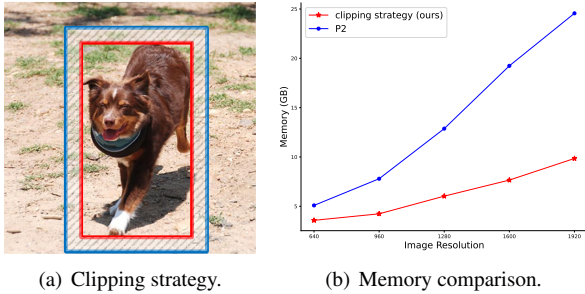 clipping strategy (ours)
P2
25
20
15
10
5
Memory (GB)
640
960
1280
1600
1920
Image Resolution
(a) Clipping strategy.
(b) Memory comparison.